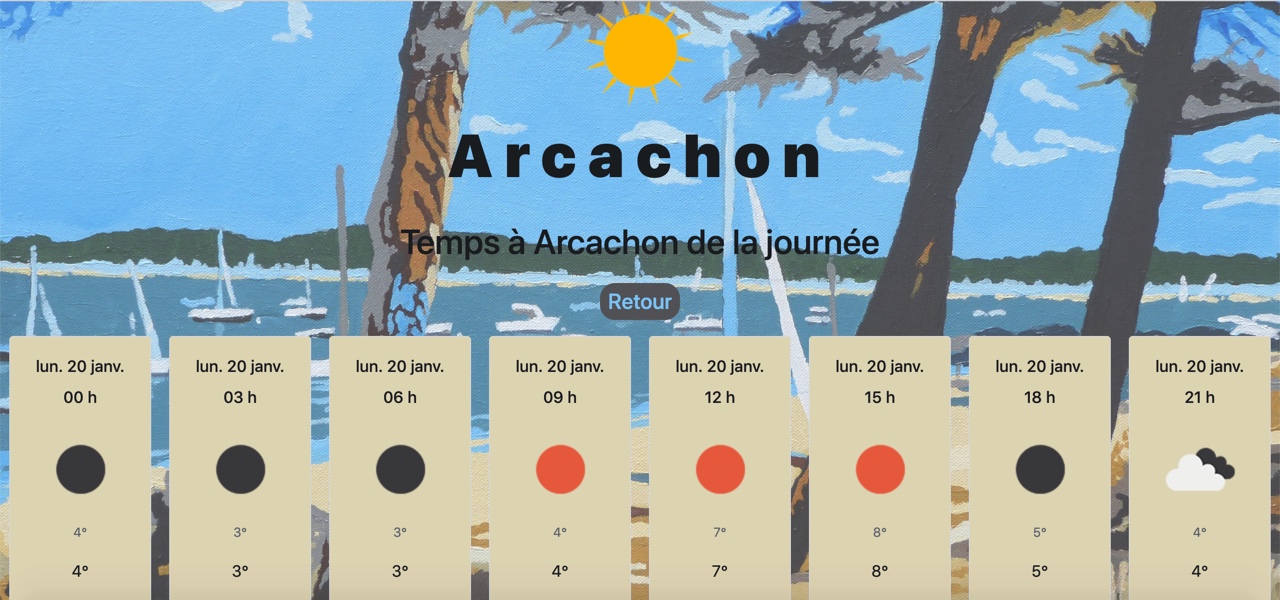 Arcachon
Temps à Arcachon de la journée
Retour
lun. 20 janv. lun. 20 janv. lun. 20 janv. lun. 20 janv. lun. 20 janv. lun. 20 janv. lun. 20 janv. lun. 20 janv.
00 h 03 h 06 h 09 h 12 h 15 h 18 h 21 h
4° 3° 3° 4° 7° 8° 5° 4°
4° 3° 3° 4° 7° 8° 5° 4°